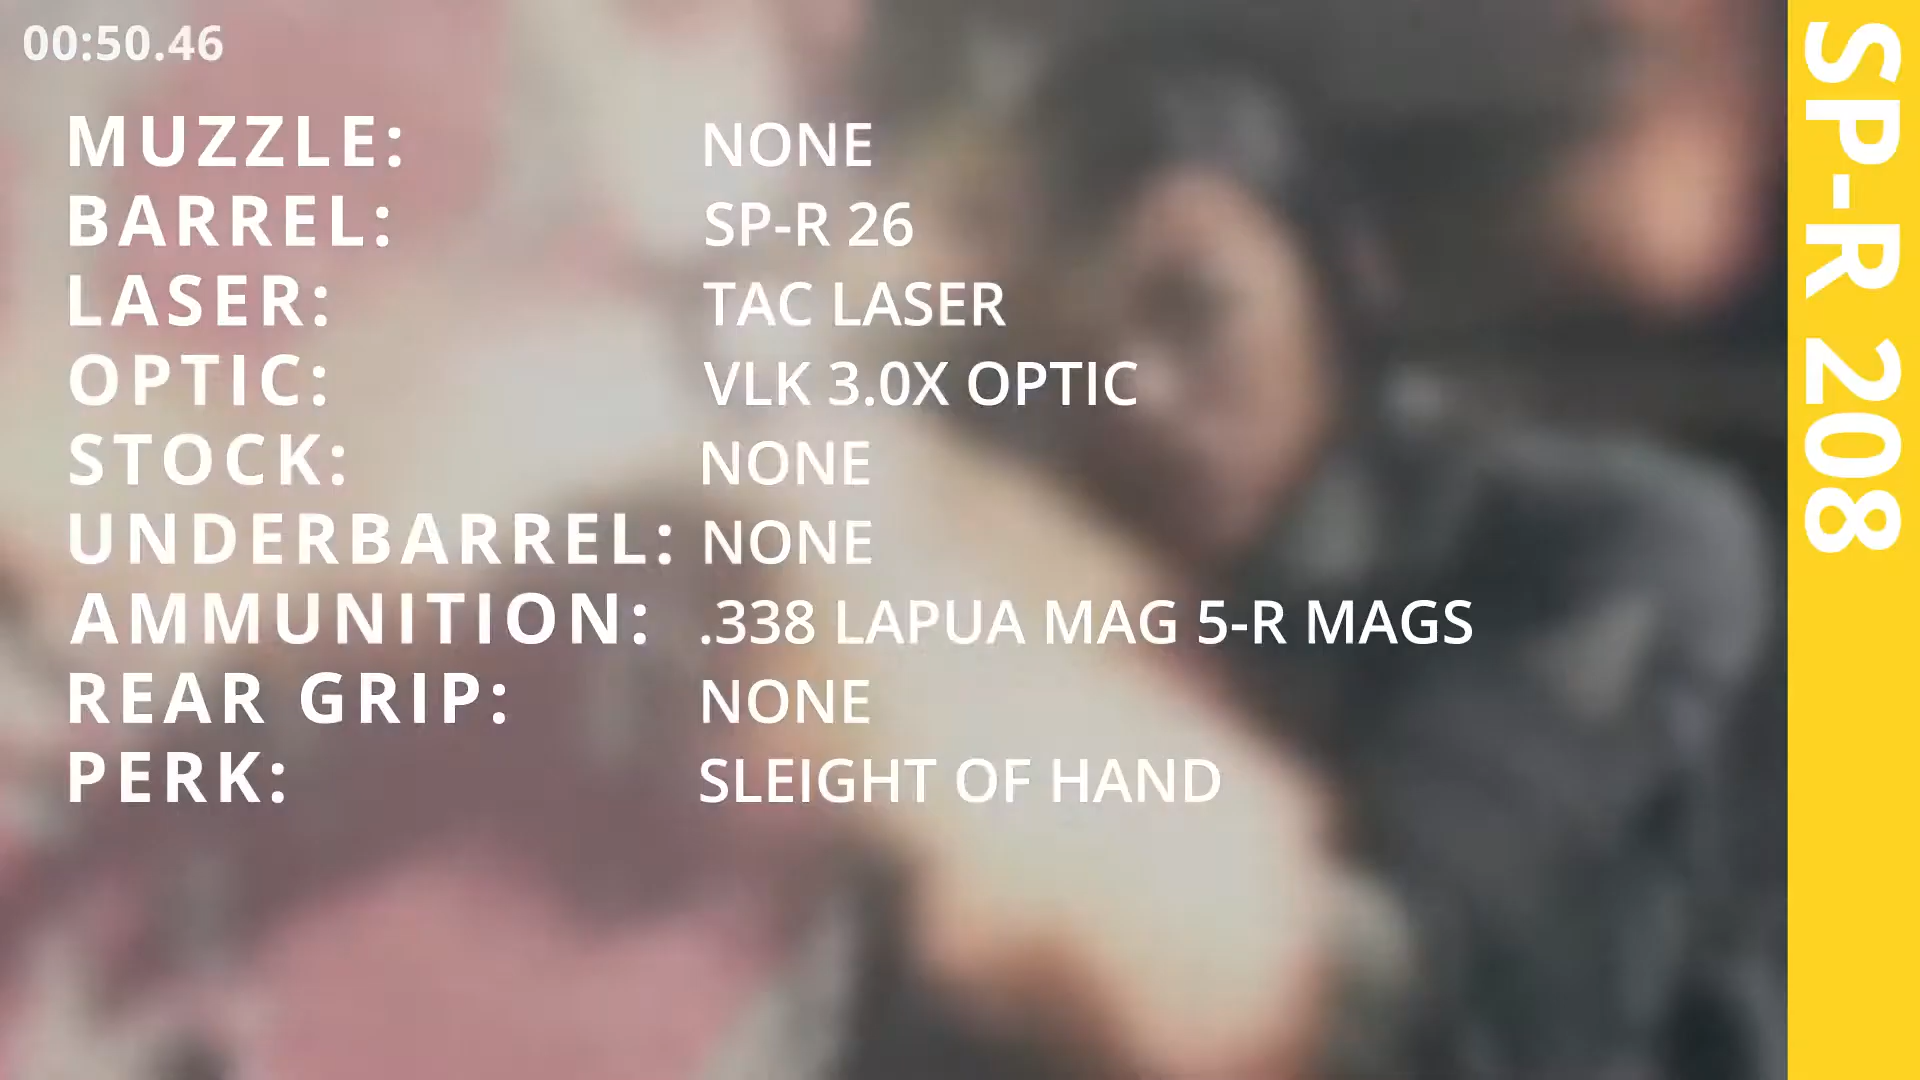 00:50.46
MUZZLE: NONE
BARREL: SP-R 26
LASER: TAC LASER
OPTIC: VLK 3.0X OPTIC
STOCK: NONE
UNDERBARREL: NONE
AMMUNITION: .338 LAPUA MAG 5-R MAGS
REAR GRIP: NONE
PERK: SLEIGHT OF HAND
SP-R 208